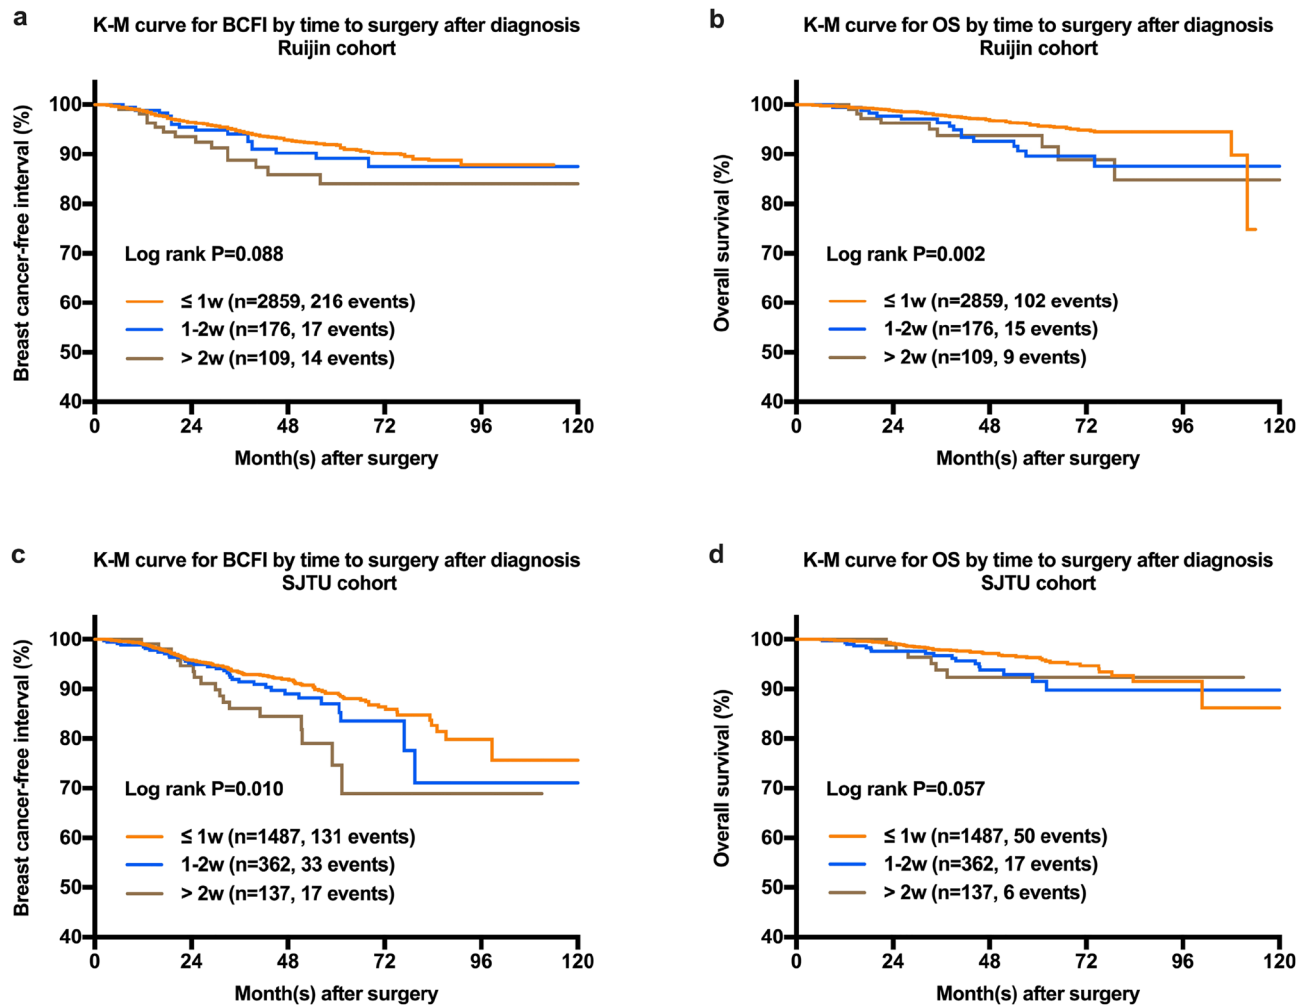 a
K-M curve for BCFI by time to surgery after diagnosis
Ruijin cohort
Breast cancer-free interval (%)
100
90
80
70
60
50
40
Log rank P=0.088
≤ 1w (n=2859, 216 events)
1-2w (n=176, 17 events)
> 2w (n=109, 14 events)
0 24 48 72 96 120
Month(s) after surgery
b
K-M curve for OS by time to surgery after diagnosis
Ruijin cohort
Overall survival (%)
100
90
80
70
60
50
40
Log rank P=0.002
≤ 1w (n=2859, 102 events)
1-2w (n=176, 15 events)
> 2w (n=109, 9 events)
0 24 48 72 96 120
Month(s) after surgery
c
K-M curve for BCFI by time to surgery after diagnosis
SJTU cohort
Breast cancer-free interval (%)
100
90
80
70
60
50
40
Log rank P=0.010
≤ 1w (n=1487, 131 events)
1-2w (n=362, 33 events)
> 2w (n=137, 17 events)
0 24 48 72 96 120
Month(s) after surgery
d
K-M curve for OS by time to surgery after diagnosis
SJTU cohort
Overall survival (%)
100
90
80
70
60
50
40
Log rank P=0.057
≤ 1w (n=1487, 50 events)
1-2w (n=362, 17 events)
> 2w (n=137, 6 events)
0 24 48 72 96 120
Month(s) after surgery